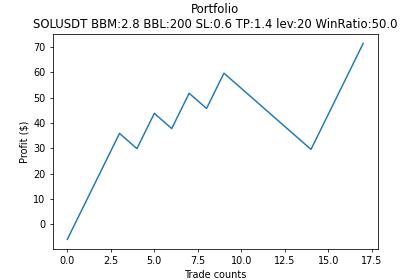 Portfolio
SOLUSDT BBM:2.8 BBL:200 SL:0.6 TP:1.4 lev:20 WinRatio:50.0
70
60
50
40
30
20
10
0
Profit ($)
0.0 2.5 5.0 7.5 10.0 12.5 15.0 17.5
Trade counts